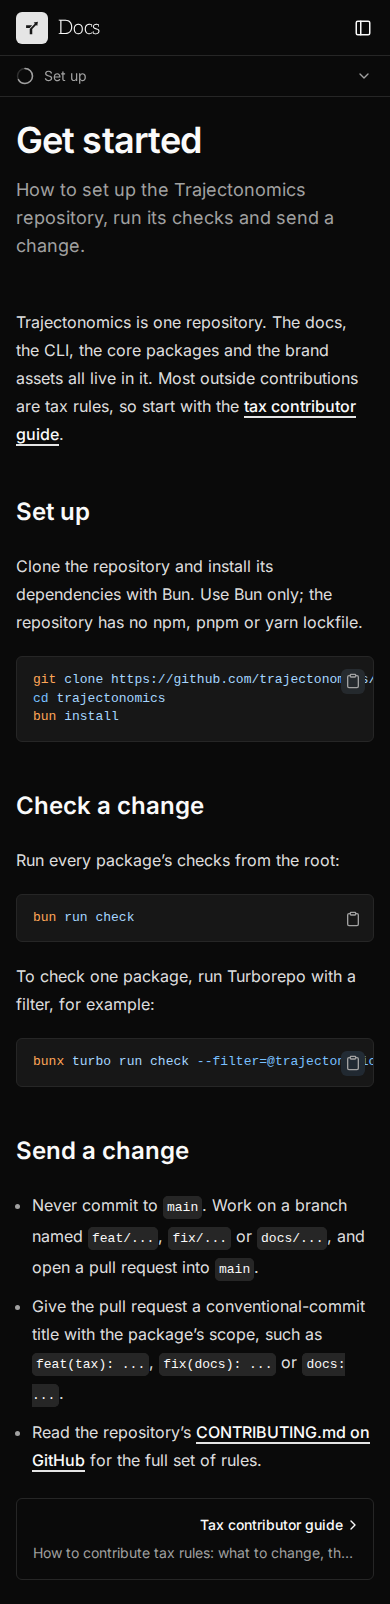 Docs
Set up
Get started
How to set up the Trajectonomics
repository, run its checks and send a
change.
Trajectonomics is one repository. The docs,
the CLI, the core packages and the brand
assets all live in it. Most outside contributions
are tax rules, so start with the tax contributor
guide.
Set up
Clone the repository and install its
dependencies with Bun. Use Bun only; the
repository has no npm, pnpm or yarn lockfile.
git clone
cd trajectonomics
bun install
Check a change
Run every package’s checks from the root:
bun run check
To check one package, run Turborepo with a
filter, for example:
bunx turbo run check
Send a change
• Never commit to main. Work on a branch
named feat/..., fix/... or docs/..., and
open a pull request into main.
• Give the pull request a conventional-commit
title with the package’s scope, such as
feat(tax): ..., fix(docs): ... or docs:
....
• Read the repository’s CONTRIBUTING.md on
GitHub for the full set of rules.
Tax contributor guide
How to contribute tax rules: what to change, th...